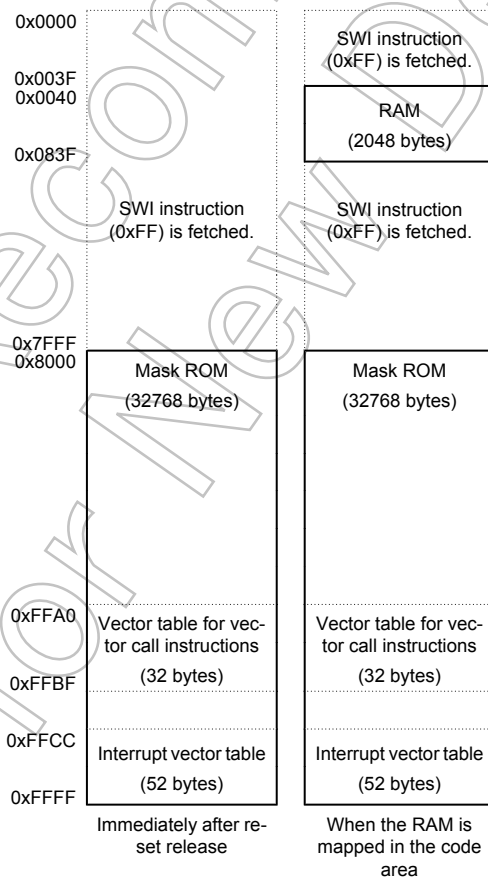 0x0000
SWI instruction
(0xFF) is fetched.
0x003F
0x0040
RAM
(2048 bytes)
0x083F
SWI instruction
(0xFF) is fetched.
SWI instruction
(0xFF) is fetched.
0x7FFF
0x8000
Mask ROM
(32768 bytes)
Mask ROM
(32768 bytes)
0xFFA0
Vector table for vec-
tor call instructions
(32 bytes)
Vector table for vec-
tor call instructions
(32 bytes)
0xFFBF
0xFFCC
Interrupt vector table
(52 bytes)
Interrupt vector table
(52 bytes)
0xFFFF
Immediately after re-
set release
When the RAM is
mapped in the code
area